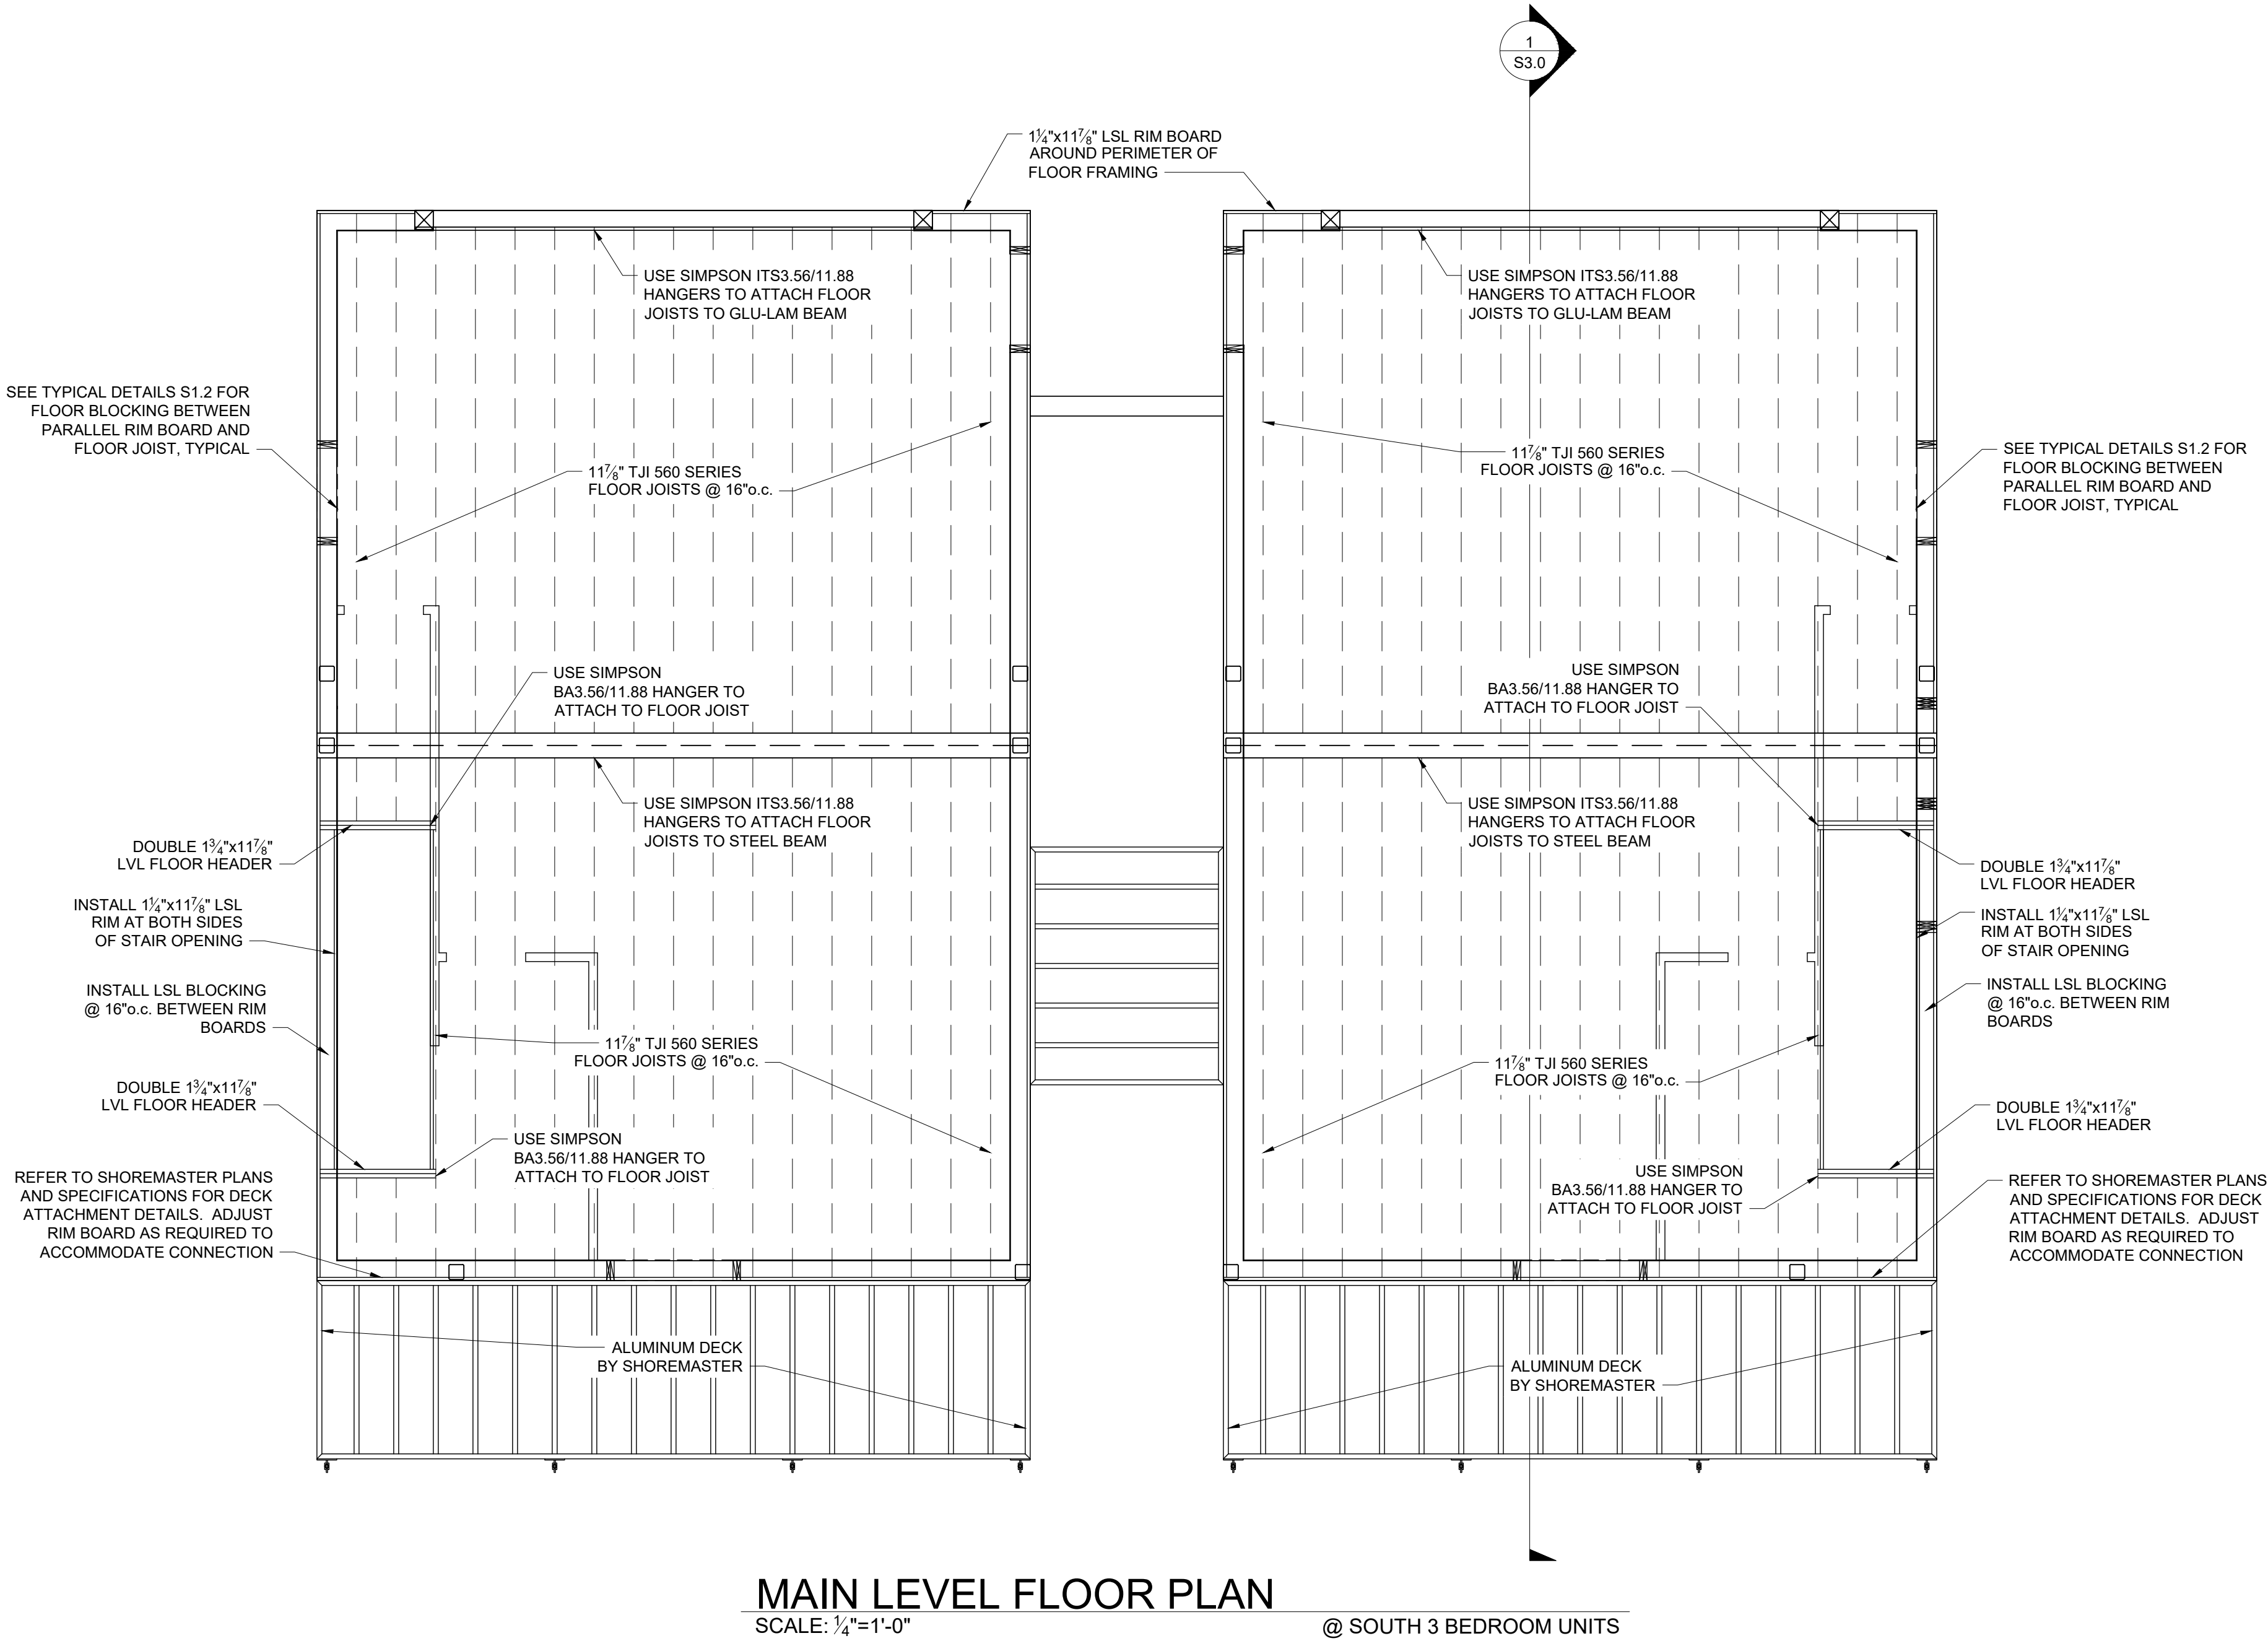 1
S3.0
1¼"x11⅞" LSL RIM BOARD
AROUND PERIMETER OF
FLOOR FRAMING
USE SIMPSON ITS3.56/11.88
HANGERS TO ATTACH FLOOR
JOISTS TO GLU-LAM BEAM
USE SIMPSON ITS3.56/11.88
HANGERS TO ATTACH FLOOR
JOISTS TO GLU-LAM BEAM
SEE TYPICAL DETAILS S1.2 FOR
FLOOR BLOCKING BETWEEN
PARALLEL RIM BOARD AND
FLOOR JOIST, TYPICAL
11⅞" TJI 560 SERIES
FLOOR JOISTS @ 16"o.c.
11⅞" TJI 560 SERIES
FLOOR JOISTS @ 16"o.c.
SEE TYPICAL DETAILS S1.2 FOR
FLOOR BLOCKING BETWEEN
PARALLEL RIM BOARD AND
FLOOR JOIST, TYPICAL
USE SIMPSON
BA3.56/11.88 HANGER TO
ATTACH TO FLOOR JOIST
USE SIMPSON
BA3.56/11.88 HANGER TO
ATTACH TO FLOOR JOIST
USE SIMPSON ITS3.56/11.88
HANGERS TO ATTACH FLOOR
JOISTS TO STEEL BEAM
USE SIMPSON ITS3.56/11.88
HANGERS TO ATTACH FLOOR
JOISTS TO STEEL BEAM
DOUBLE 1¾"x11⅞"
LVL FLOOR HEADER
INSTALL 1¼"x11⅞" LSL
RIM AT BOTH SIDES
OF STAIR OPENING
INSTALL LSL BLOCKING
@ 16"o.c. BETWEEN RIM
BOARDS
DOUBLE 1¾"x11⅞"
LVL FLOOR HEADER
REFER TO SHOREMASTER PLANS
AND SPECIFICATIONS FOR DECK
ATTACHMENT DETAILS. ADJUST
RIM BOARD AS REQUIRED TO
ACCOMMODATE CONNECTION
11⅞" TJI 560 SERIES
FLOOR JOISTS @ 16"o.c.
USE SIMPSON
BA3.56/11.88 HANGER TO
ATTACH TO FLOOR JOIST
11⅞" TJI 560 SERIES
FLOOR JOISTS @ 16"o.c.
USE SIMPSON
BA3.56/11.88 HANGER TO
ATTACH TO FLOOR JOIST
DOUBLE 1¾"x11⅞"
LVL FLOOR HEADER
INSTALL 1¼"x11⅞" LSL
RIM AT BOTH SIDES
OF STAIR OPENING
INSTALL LSL BLOCKING
@ 16"o.c. BETWEEN RIM
BOARDS
DOUBLE 1¾"x11⅞"
LVL FLOOR HEADER
REFER TO SHOREMASTER PLANS
AND SPECIFICATIONS FOR DECK
ATTACHMENT DETAILS. ADJUST
RIM BOARD AS REQUIRED TO
ACCOMMODATE CONNECTION
ALUMINUM DECK
BY SHOREMASTER
ALUMINUM DECK
BY SHOREMASTER
MAIN LEVEL FLOOR PLAN
SCALE: ¼"=1'-0"
@ SOUTH 3 BEDROOM UNITS